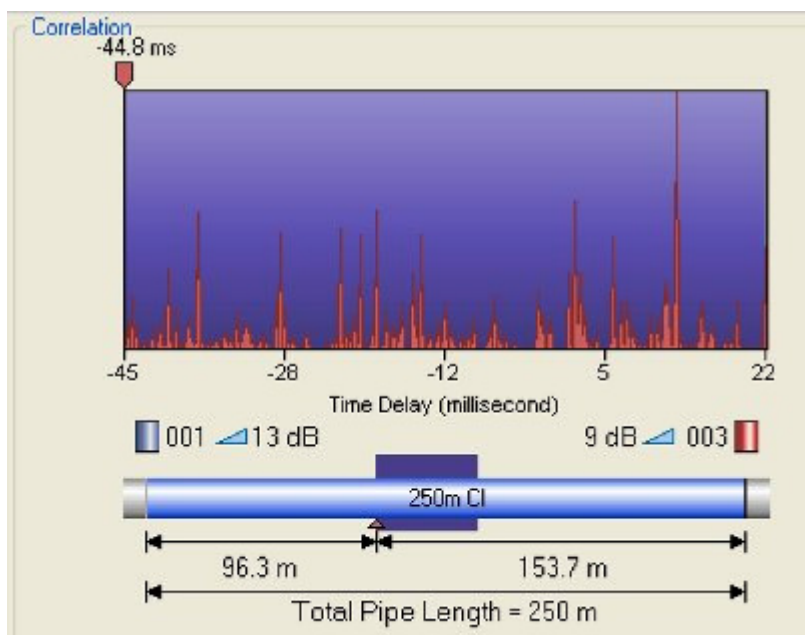 Correlation
-44.8 ms
-45 -28 -12 5 22
Time Delay (millisecond)
001 13 dB 9 dB 003
250m CI
96.3 m 153.7 m
Total Pipe Length = 250 m